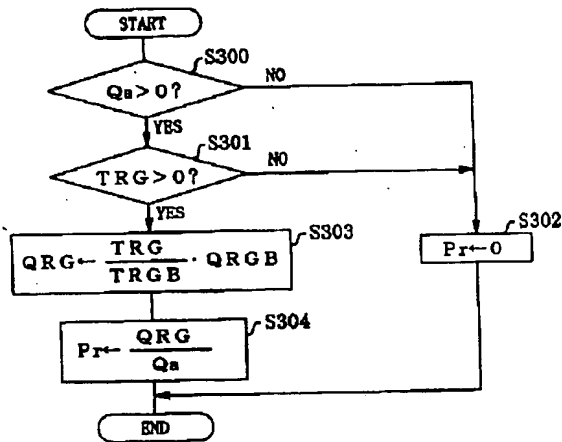 START
S300
Qa>0?
NO
YES
S301
TRG>0?
NO
YES
S302
Pr←0
S303
QRG← TRG/TRGB · QRGB
S304
Pr← QRG/Qa
END